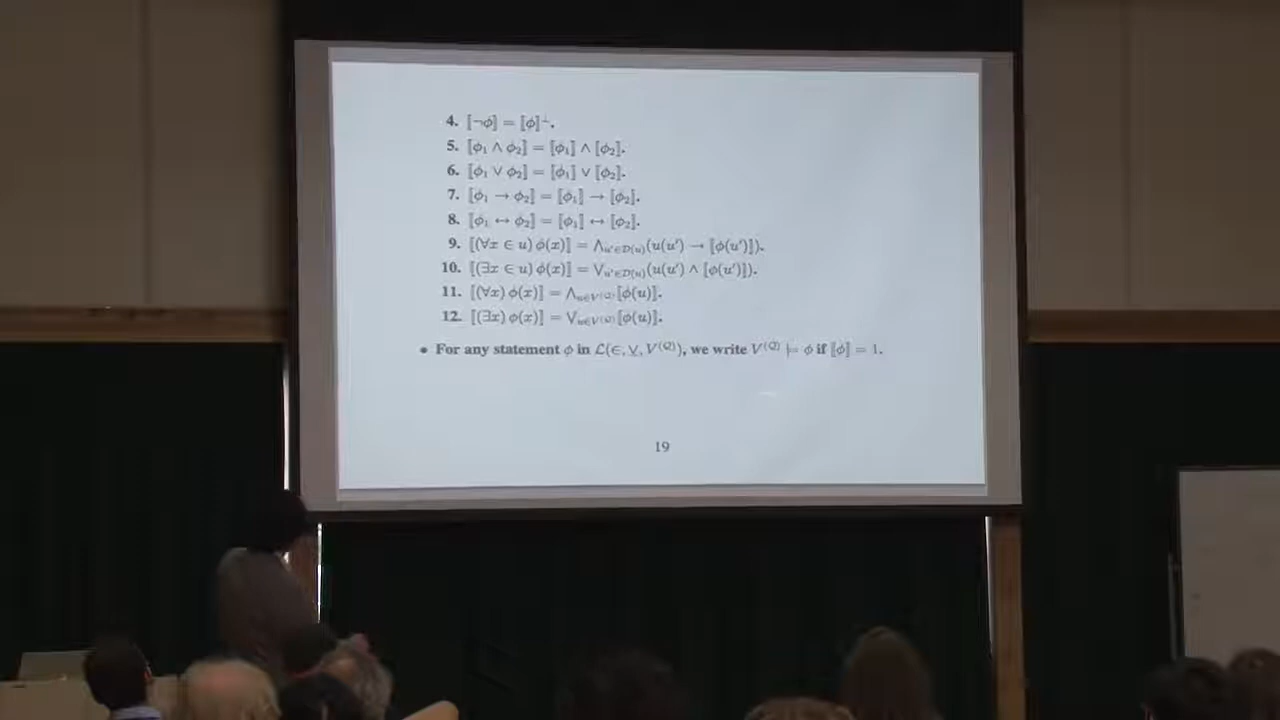 4. ⟦¬ϕ⟧ = ⟦ϕ⟧⊥.
5. ⟦ϕ₁ ∧ ϕ₂⟧ = ⟦ϕ₁⟧ ∧ ⟦ϕ₂⟧.
6. ⟦ϕ₁ ∨ ϕ₂⟧ = ⟦ϕ₁⟧ ∨ ⟦ϕ₂⟧.
7. ⟦ϕ₁ → ϕ₂⟧ = ⟦ϕ₁⟧ → ⟦ϕ₂⟧.
8. ⟦ϕ₁ ↔ ϕ₂⟧ = ⟦ϕ₁⟧ ↔ ⟦ϕ₂⟧.
9. ⟦(∀x ∈ u) ϕ(x)⟧ = ⋀_{u′∈D(u)}(u(u′) → ⟦ϕ(u′)⟧).
10. ⟦(∃x ∈ u) ϕ(x)⟧ = ⋁_{u′∈D(u)}(u(u′) ∧ ⟦ϕ(u′)⟧).
11. ⟦(∀x) ϕ(x)⟧ = ⋀_{u∈V^(Q)}⟦ϕ(u)⟧.
12. ⟦(∃x) ϕ(x)⟧ = ⋁_{u∈V^(Q)}⟦ϕ(u)⟧.
• For any statement ϕ in L(∈, ⊻, V^(Q)), we write V^(Q) ⊨ ϕ if ⟦ϕ⟧ = 1.
19